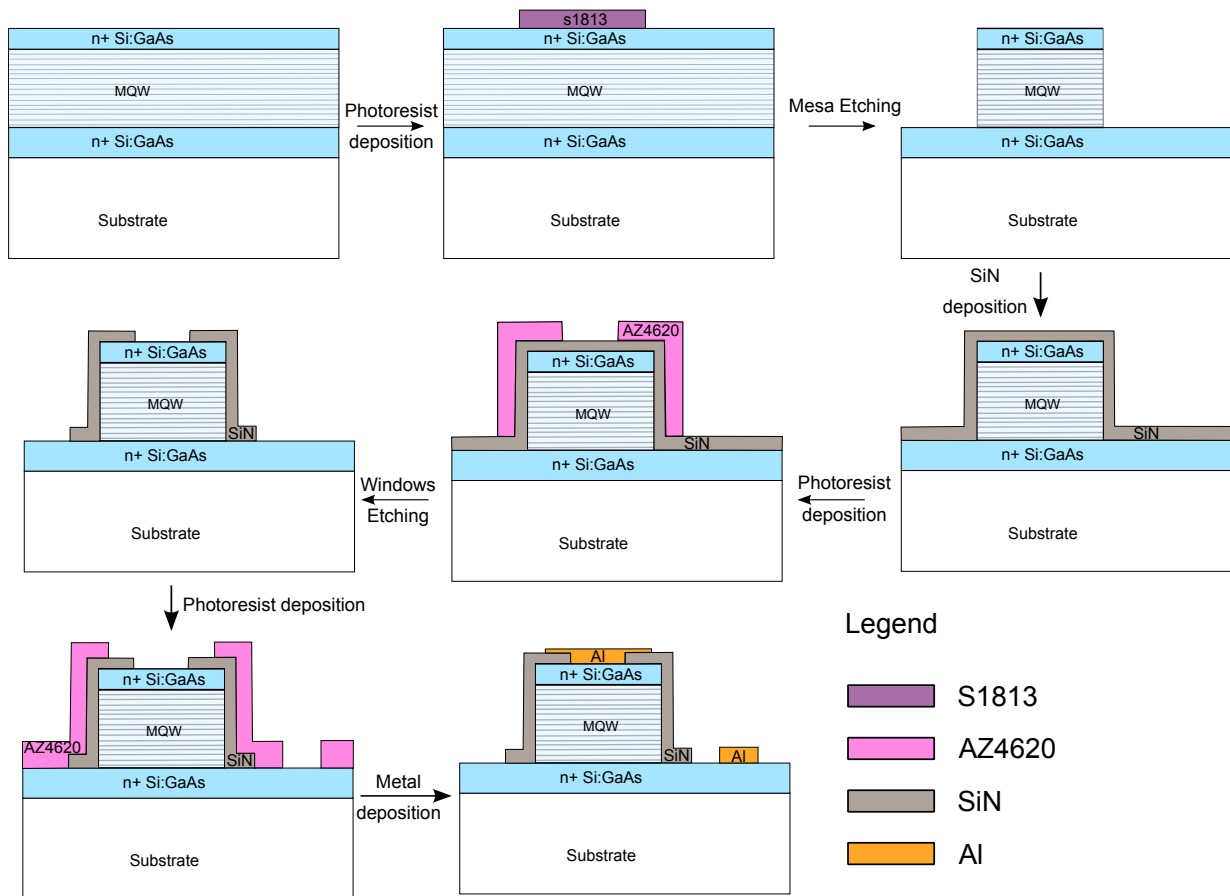 s1813
n+ Si:GaAs
MQW
n+ Si:GaAs
Substrate
Photoresist
deposition
n+ Si:GaAs
MQW
n+ Si:GaAs
Substrate
Mesa Etching
n+ Si:GaAs
MQW
n+ Si:GaAs
Substrate
SiN
deposition
n+ Si:GaAs
MQW
SiN
n+ Si:GaAs
Substrate
Photoresist
deposition
AZ4620
n+ Si:GaAs
MQW
SiN
n+ Si:GaAs
Substrate
Windows
Etching
n+ Si:GaAs
MQW
SiN
n+ Si:GaAs
Substrate
Photoresist deposition
n+ Si:GaAs
MQW
AZ4620
SiN
n+ Si:GaAs
Substrate
Metal
deposition
Al
n+ Si:GaAs
MQW
SiN
Al
n+ Si:GaAs
Substrate
Legend
S1813
AZ4620
SiN
Al